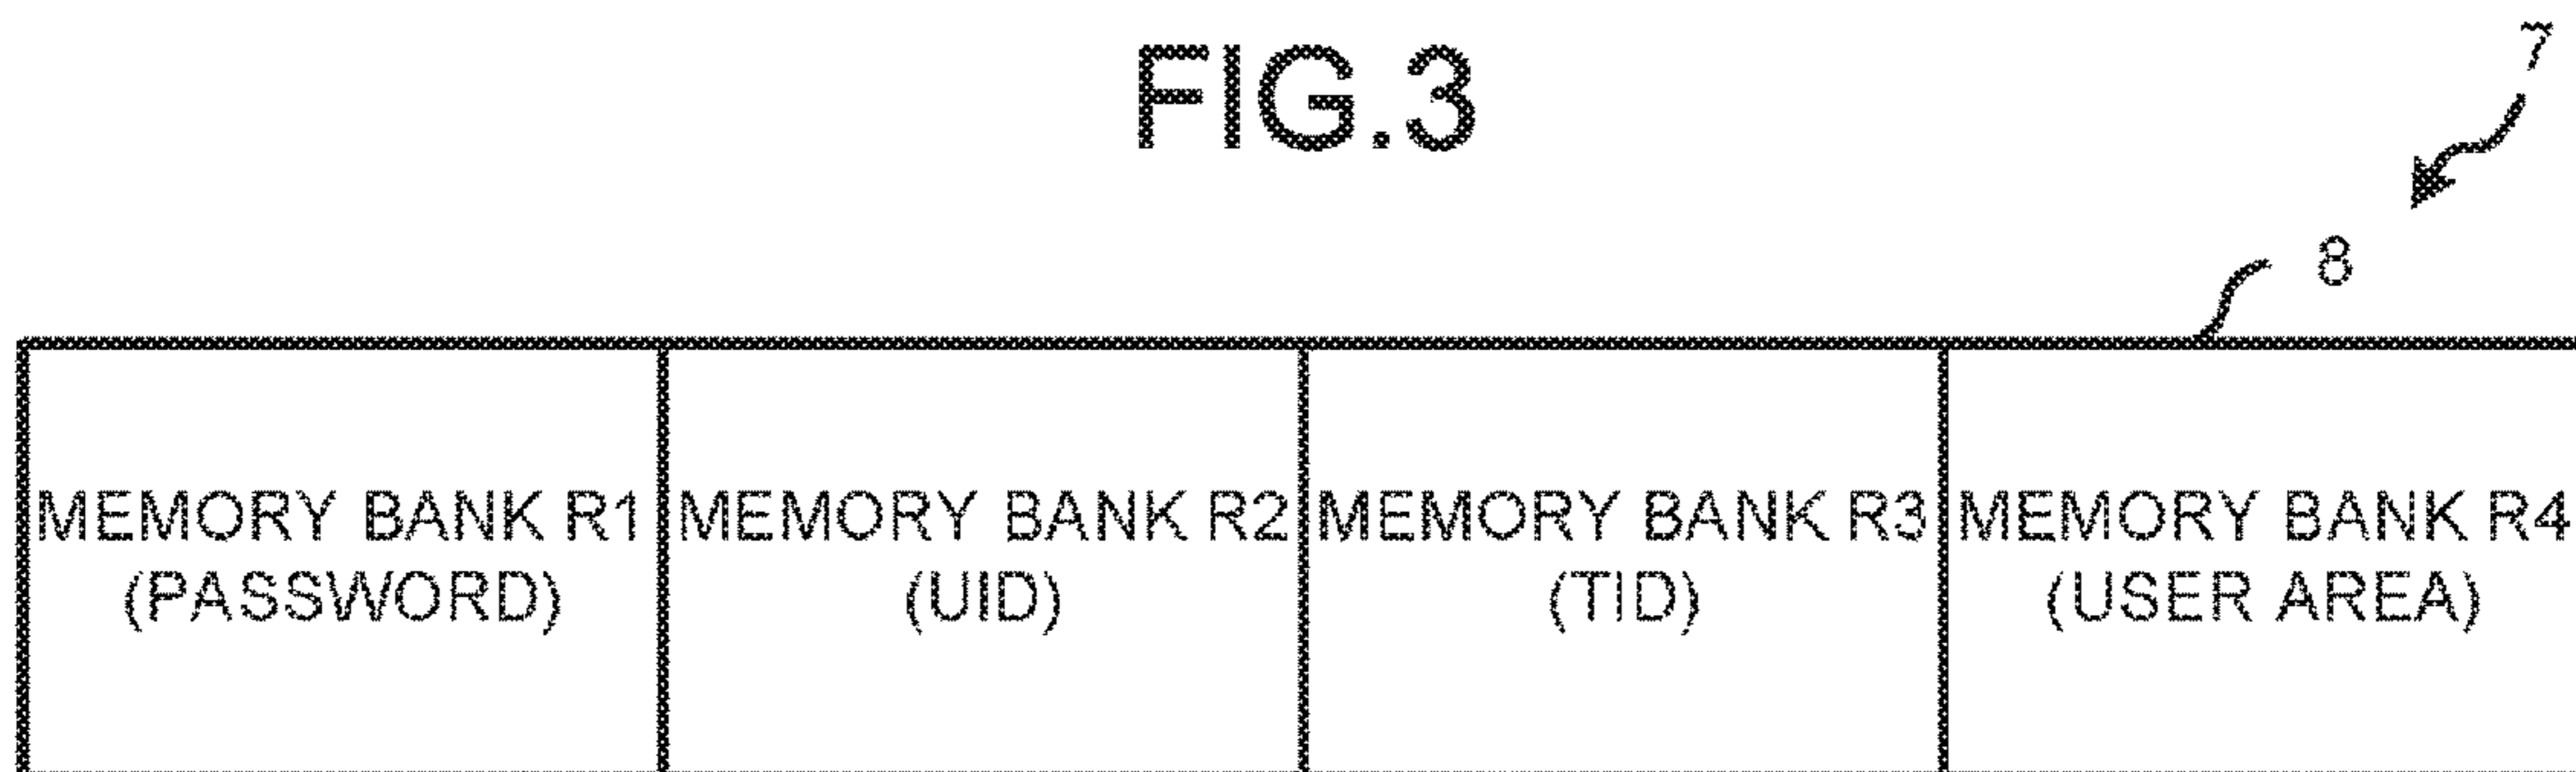 FIG.3
7
8
MEMORY BANK R1
(PASSWORD)
MEMORY BANK R2
(UID)
MEMORY BANK R3
(TID)
MEMORY BANK R4
(USER AREA)